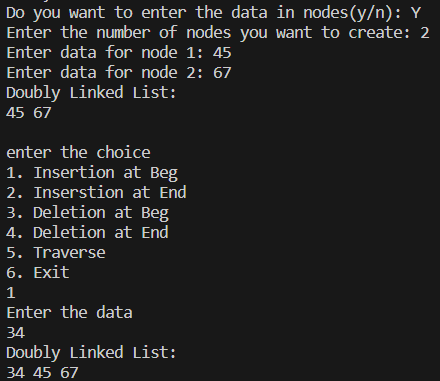 Do you want to enter the data in nodes(y/n): Y
Enter the number of nodes you want to create: 2
Enter data for node 1: 45
Enter data for node 2: 67
Doubly Linked List:
45 67
enter the choice
1. Insertion at Beg
2. Inserstion at End
3. Deletion at Beg
4. Deletion at End
5. Traverse
6. Exit
1
Enter the data
34
Doubly Linked List:
34 45 67